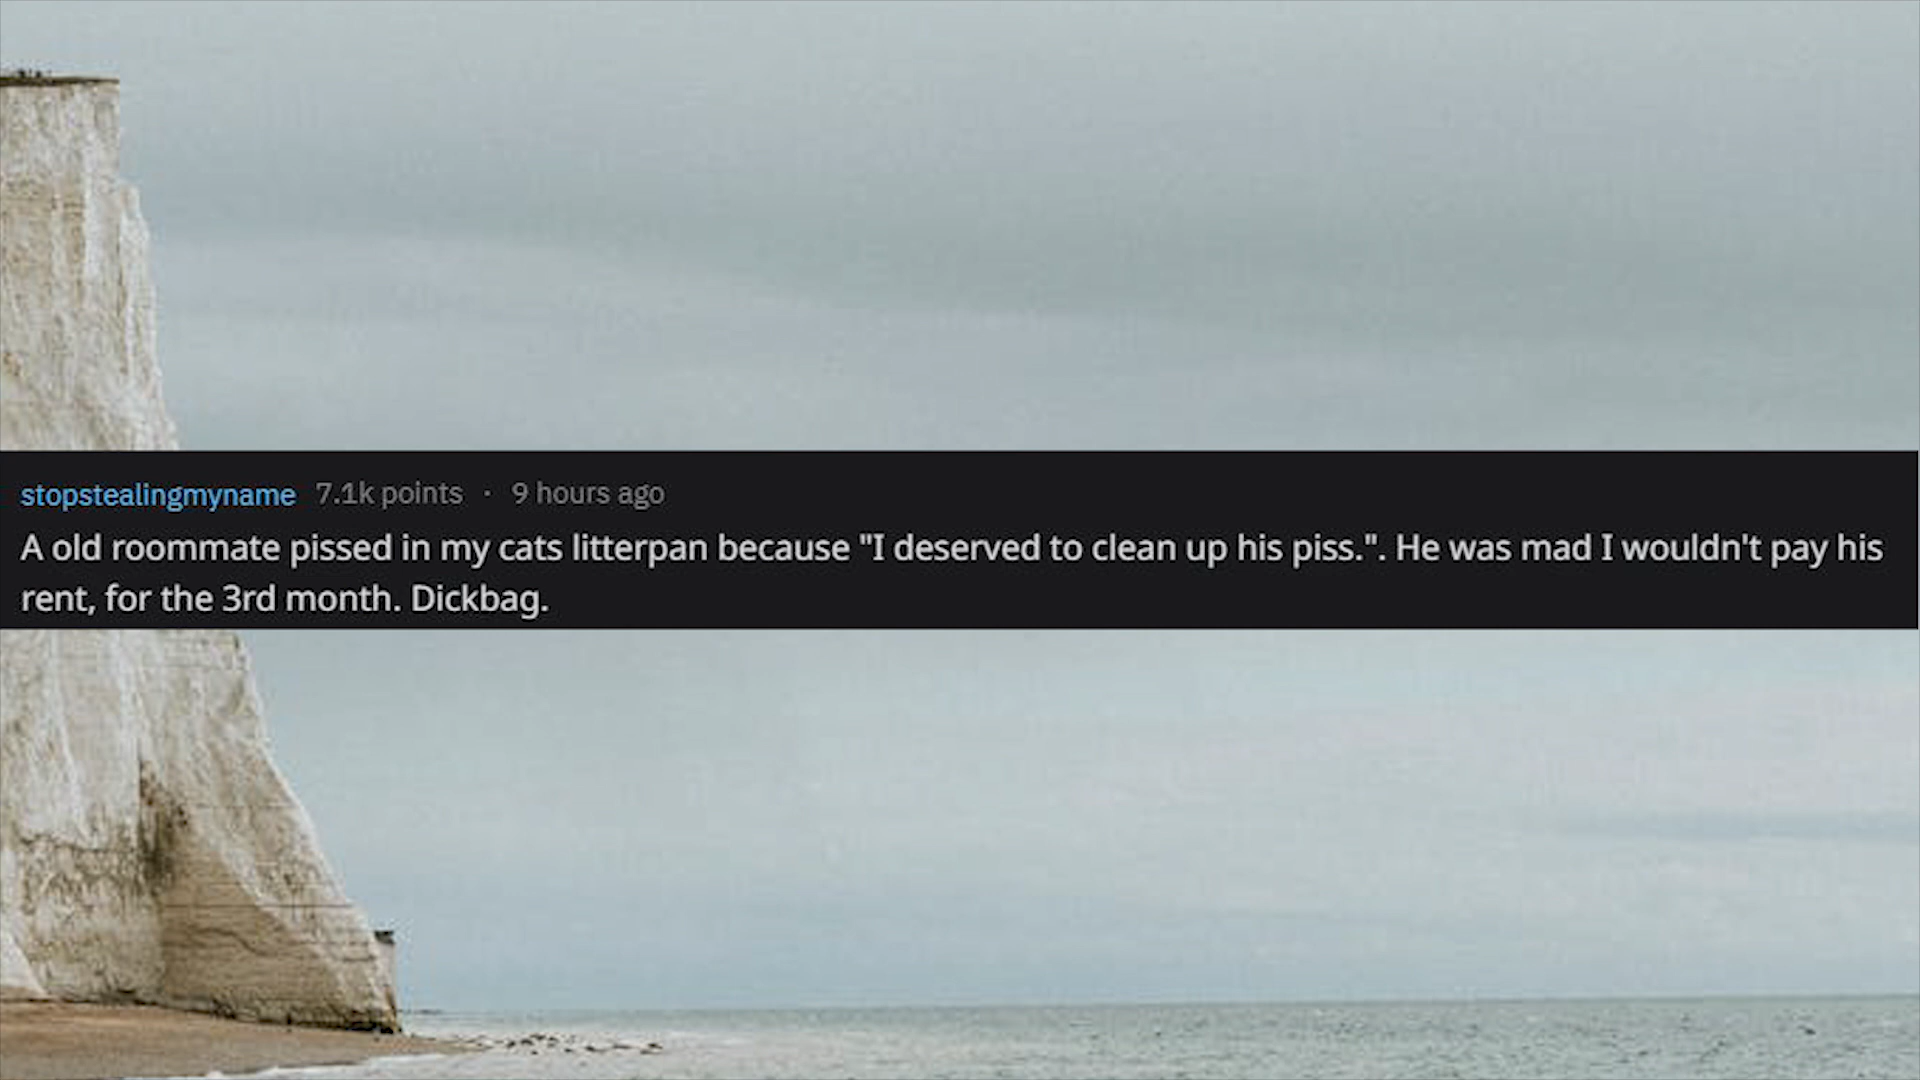 stopstealingmyname 7.1k points · 9 hours ago
A old roommate pissed in my cats litterpan because "I deserved to clean up his piss.". He was mad I wouldn't pay his
rent, for the 3rd month. Dickbag.